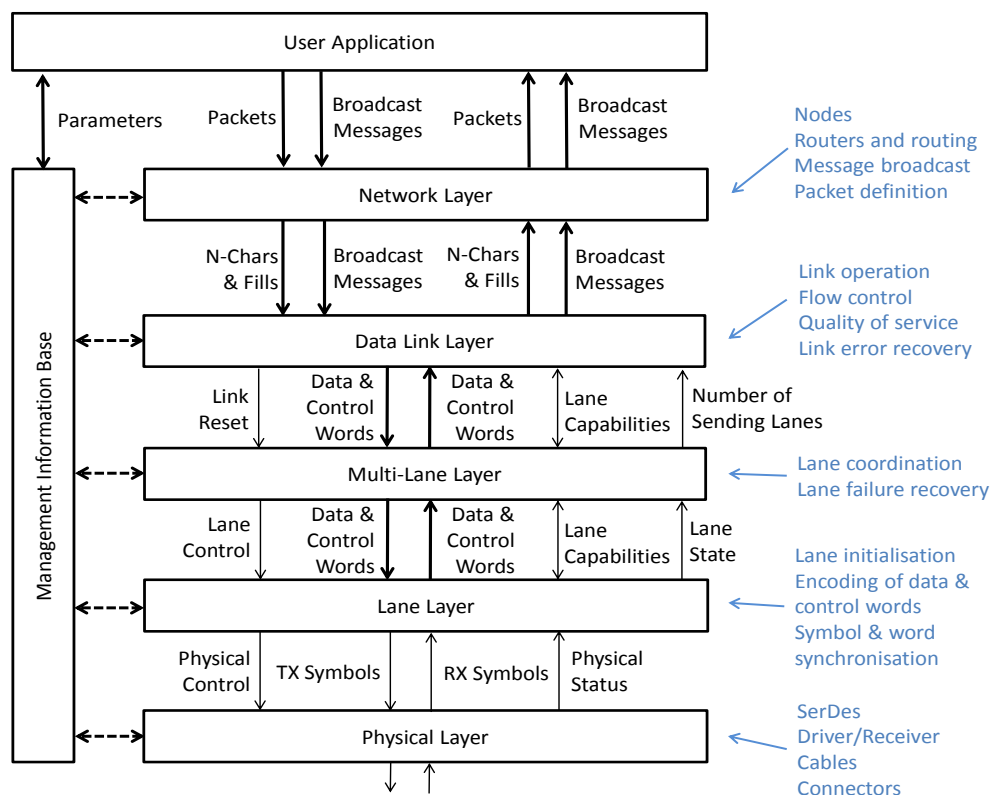 User Application
Parameters
Packets
Broadcast
Messages
Packets
Broadcast
Messages
Nodes
Routers and routing
Message broadcast
Packet definition
Management Information Base
Network Layer
N-Chars
& Fills
Broadcast
Messages
N-Chars
& Fills
Broadcast
Messages
Link operation
Flow control
Quality of service
Link error recovery
Data Link Layer
Link
Reset
Data &
Control
Words
Data &
Control
Words
Lane
Capabilities
Number of
Sending Lanes
Multi-Lane Layer
Lane coordination
Lane failure recovery
Lane
Control
Data &
Control
Words
Data &
Control
Words
Lane
Capabilities
Lane
State
Lane initialisation
Encoding of data &
control words
Symbol & word
synchronisation
Lane Layer
Physical
Control
TX Symbols
RX Symbols
Physical
Status
Physical Layer
SerDes
Driver/Receiver
Cables
Connectors